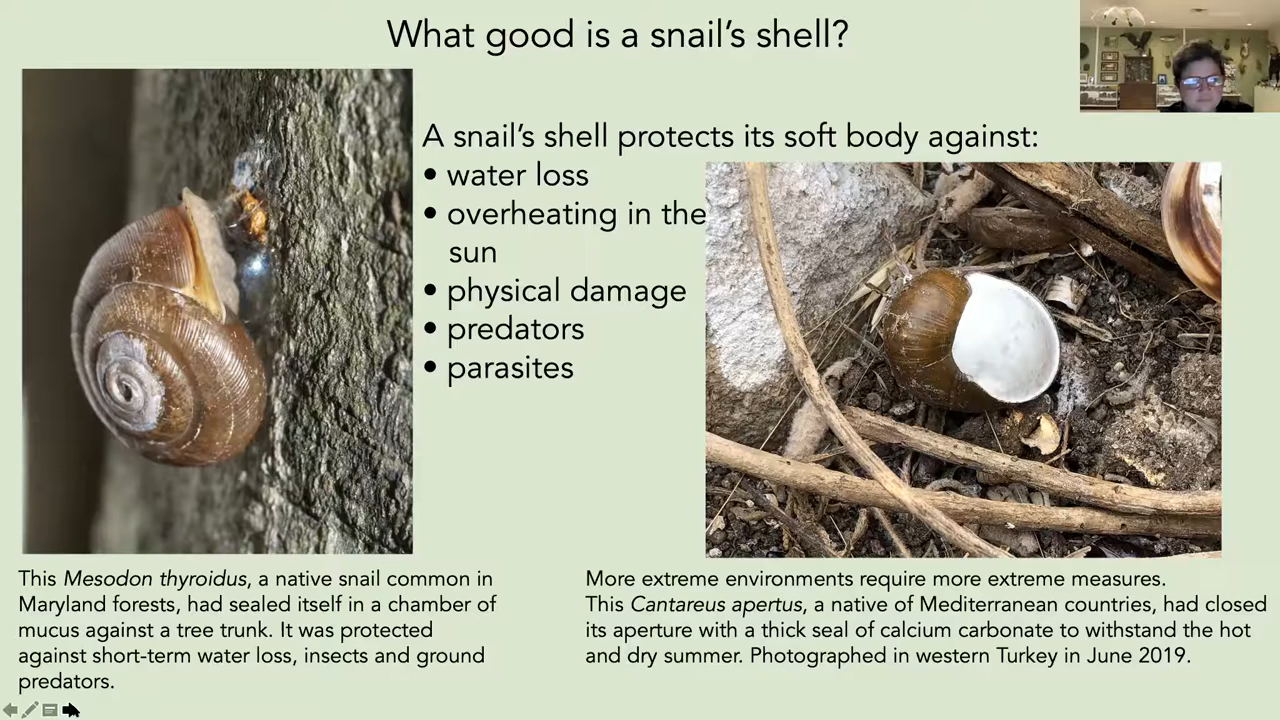 What good is a snail's shell?
A snail's shell protects its soft body against:
• water loss
• overheating in the
sun
• physical damage
• predators
• parasites
This Mesodon thyroidus, a native snail common in
Maryland forests, had sealed itself in a chamber of
mucus against a tree trunk. It was protected
against short-term water loss, insects and ground
predators.
More extreme environments require more extreme measures.
This Cantareus apertus, a native of Mediterranean countries, had closed
its aperture with a thick seal of calcium carbonate to withstand the hot
and dry summer. Photographed in western Turkey in June 2019.